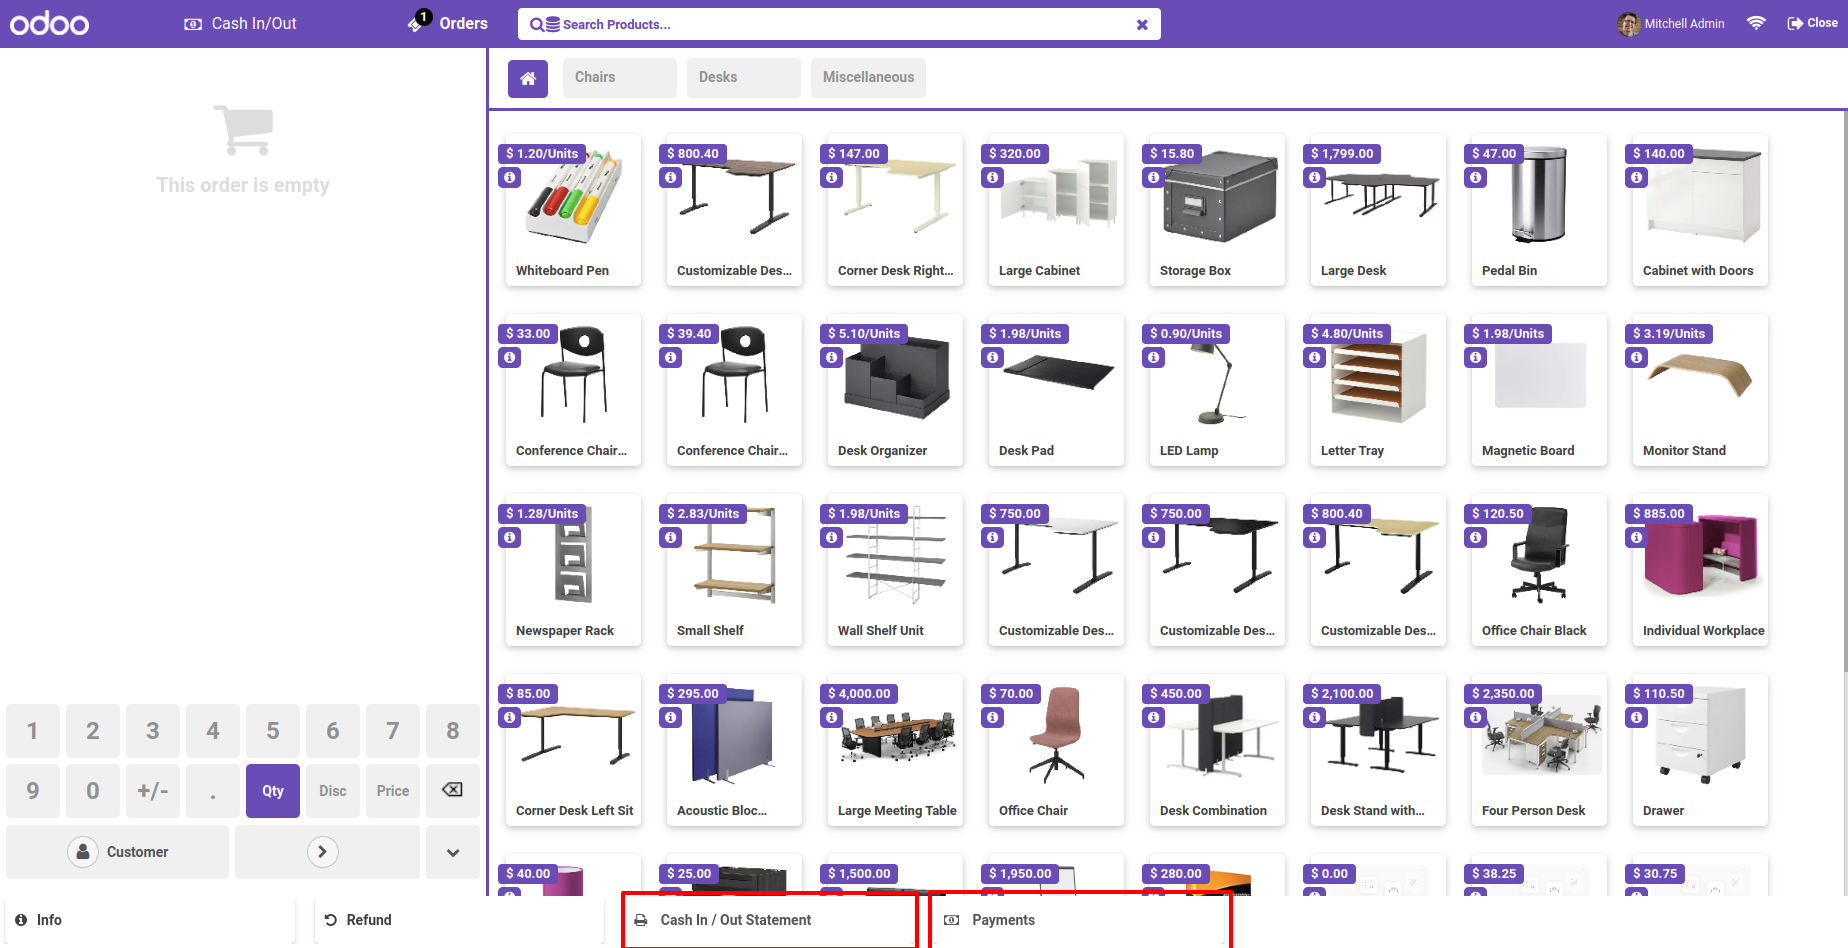 odoo
Cash In/Out
1
Orders
Search Products...
Mitchell Admin
Close
This order is empty
Chairs
Desks
Miscellaneous
$ 1.20/Units
$ 800.40
$ 147.00
$ 320.00
$ 15.80
$ 1,799.00
$ 47.00
$ 140.00
Whiteboard Pen
Customizable Des...
Corner Desk Right...
Large Cabinet
Storage Box
Large Desk
Pedal Bin
Cabinet with Doors
$ 33.00
$ 39.40
$ 5.10/Units
$ 1.98/Units
$ 0.90/Units
$ 4.80/Units
$ 1.98/Units
$ 3.19/Units
Conference Chair...
Conference Chair...
Desk Organizer
Desk Pad
LED Lamp
Letter Tray
Magnetic Board
Monitor Stand
$ 1.28/Units
$ 2.83/Units
$ 1.98/Units
$ 750.00
$ 750.00
$ 800.40
$ 120.50
$ 885.00
Newspaper Rack
Small Shelf
Wall Shelf Unit
Customizable Des...
Customizable Des...
Customizable Des...
Office Chair Black
Individual Workplace
$ 85.00
$ 295.00
$ 4,000.00
$ 70.00
$ 450.00
$ 2,100.00
$ 2,350.00
$ 110.50
Corner Desk Left Sit
Acoustic Bloc...
Large Meeting Table
Office Chair
Desk Combination
Desk Stand with...
Four Person Desk
Drawer
$ 40.00
$ 25.00
$ 1,500.00
$ 1,950.00
$ 280.00
$ 0.00
$ 38.25
$ 30.75
1 2 3 4 5 6 7 8
9 0 +/- . Qty Disc Price
Customer
Info
Refund
Cash In / Out Statement
Payments